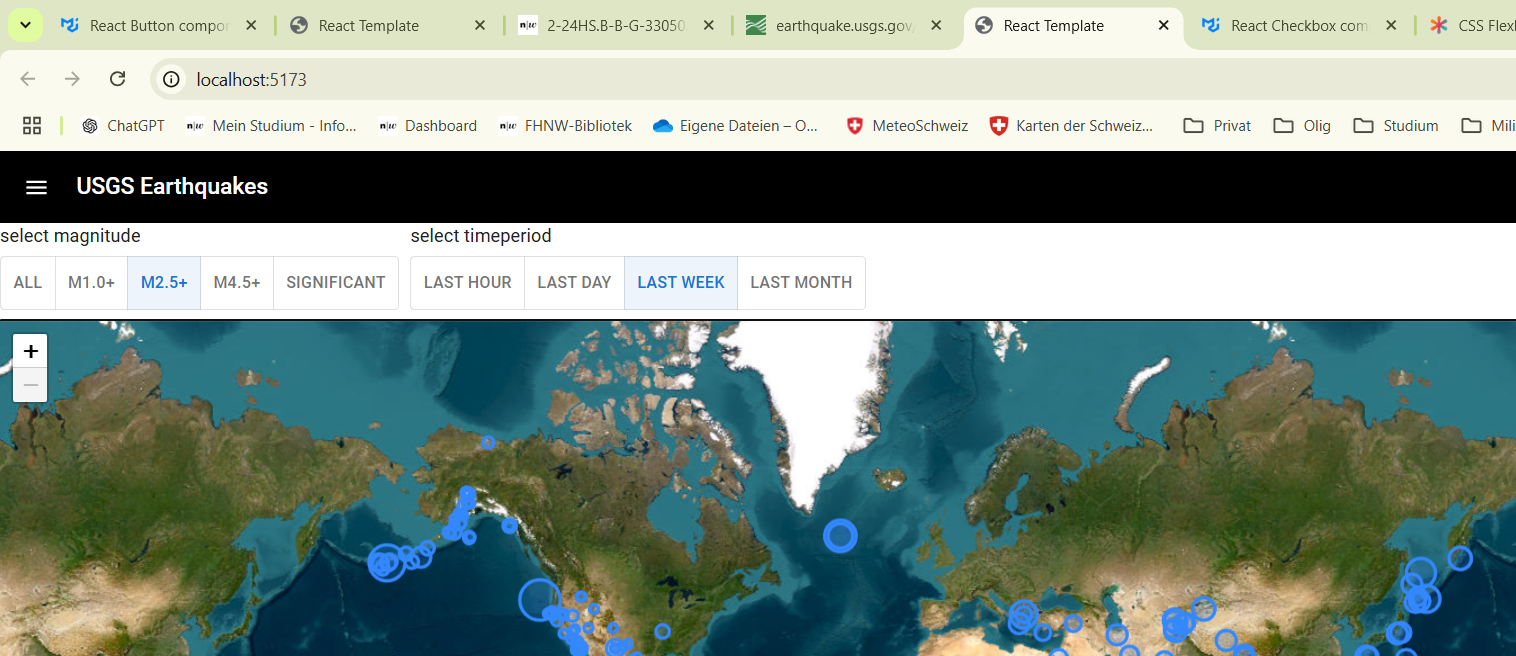 React Button compor
React Template
n|w 2-24HS.B-B-G-33050
earthquake.usgs.gov/
React Template
React Checkbox com
CSS Flex
localhost:5173
ChatGPT
n|w Mein Studium - Info...
n|w Dashboard
n|w FHNW-Bibliotek
Eigene Dateien – O...
MeteoSchweiz
Karten der Schweiz...
Privat
Olig
Studium
Mili
USGS Earthquakes
select magnitude
select timeperiod
ALL
M1.0+
M2.5+
M4.5+
SIGNIFICANT
LAST HOUR
LAST DAY
LAST WEEK
LAST MONTH
+
−